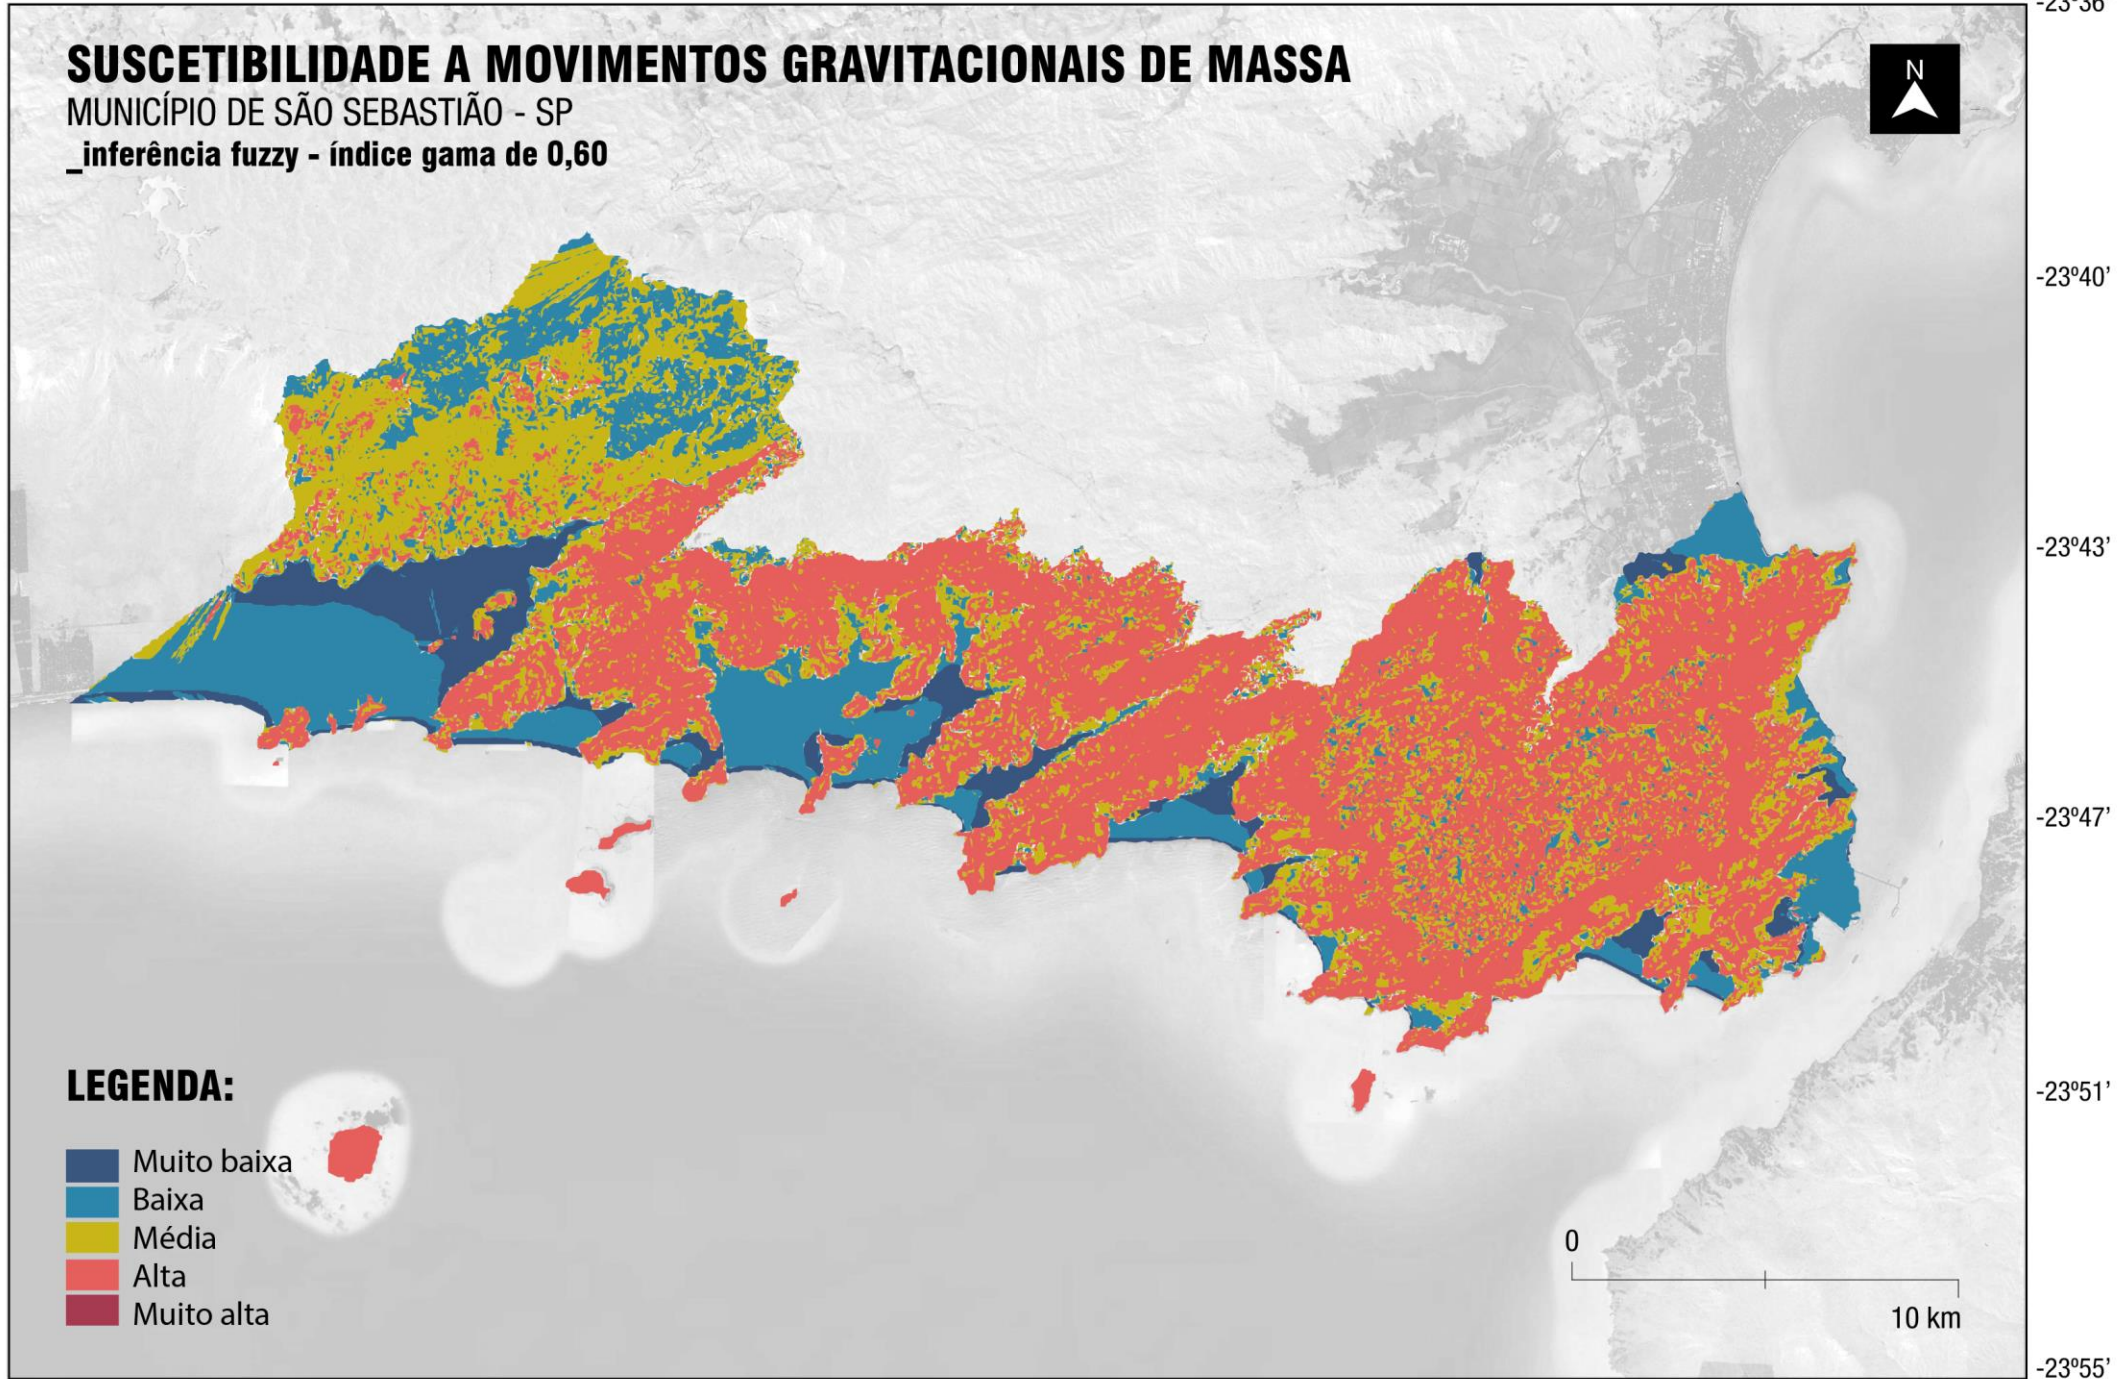 -23º36'
SUSCETIBILIDADE A MOVIMENTOS GRAVITACIONAIS DE MASSA
MUNICÍPIO DE SÃO SEBASTIÃO - SP
_inferência fuzzy - índice gama de 0,60
N
-23º40'
-23º43'
-23º47'
-23º51'
LEGENDA:
Muito baixa
Baixa
Média
Alta
Muito alta
0
10 km
-23º55'